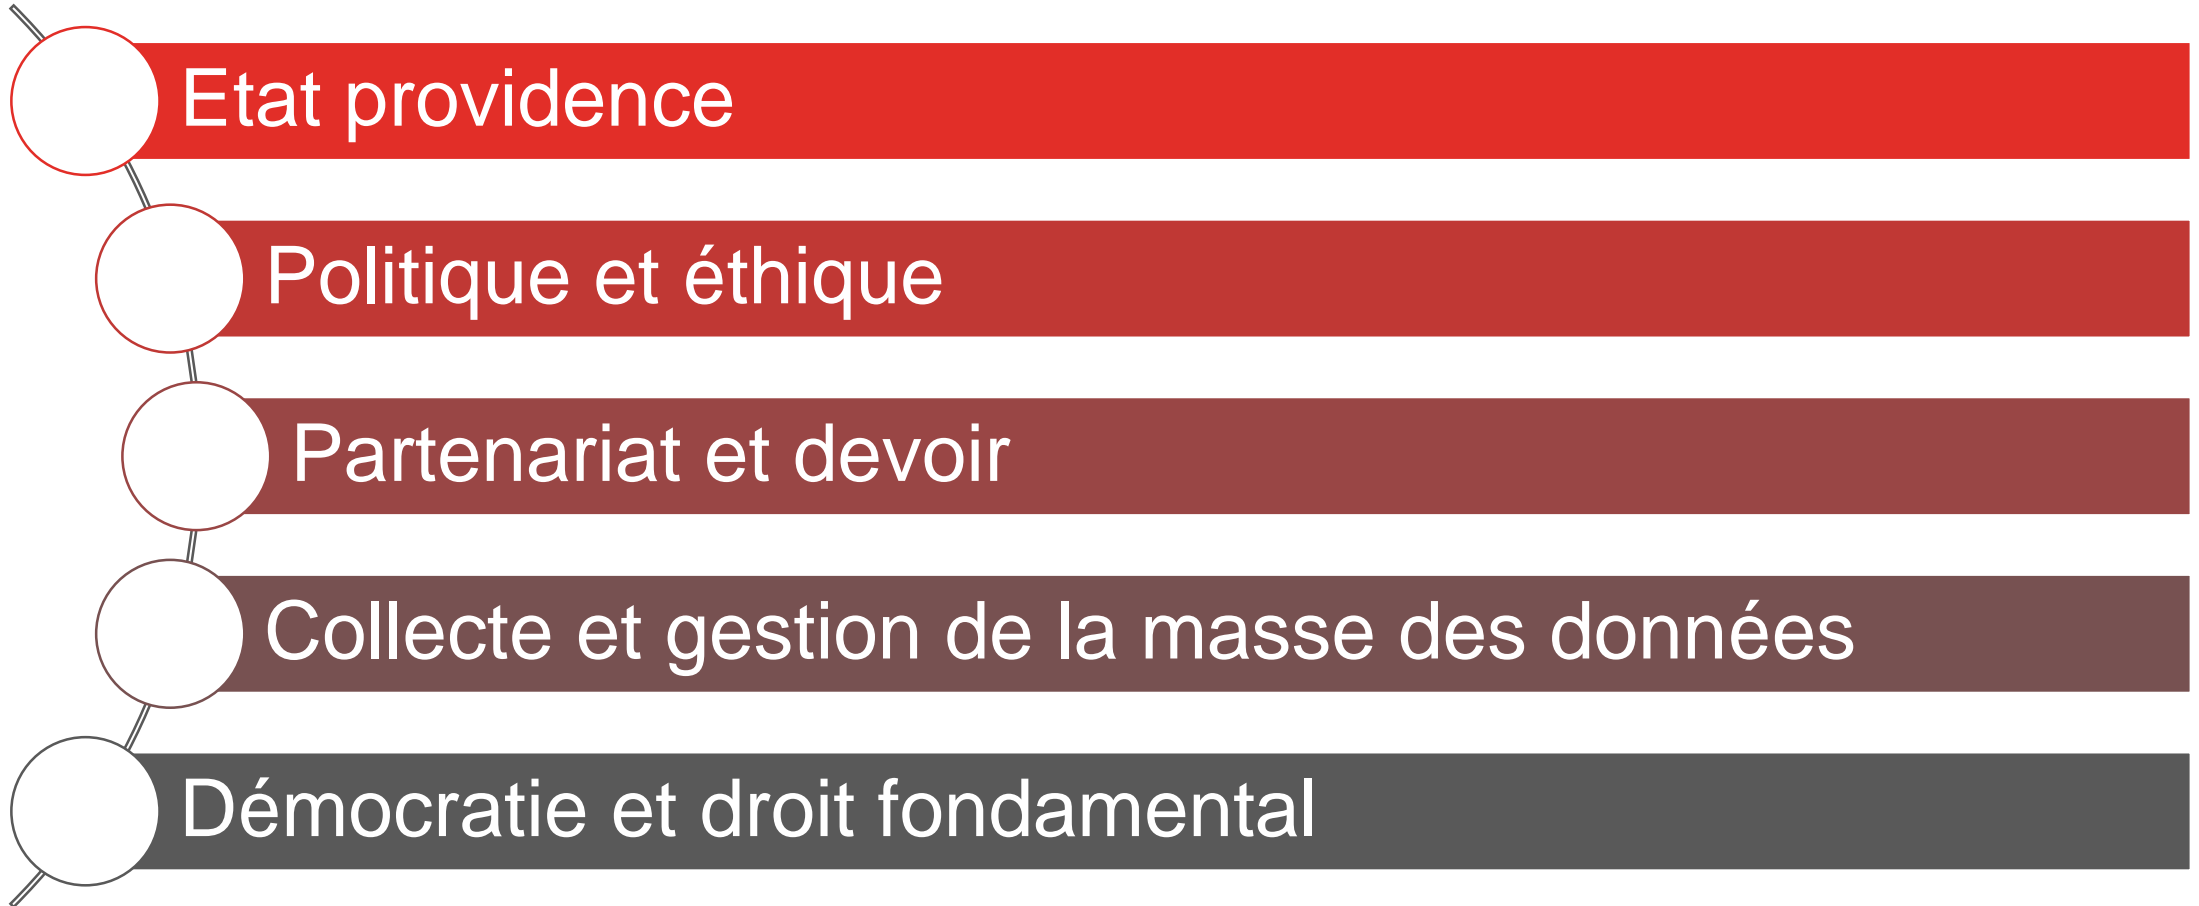 Etat providence
Politique et éthique
Partenariat et devoir
Collecte et gestion de la masse des données
Démocratie et droit fondamental